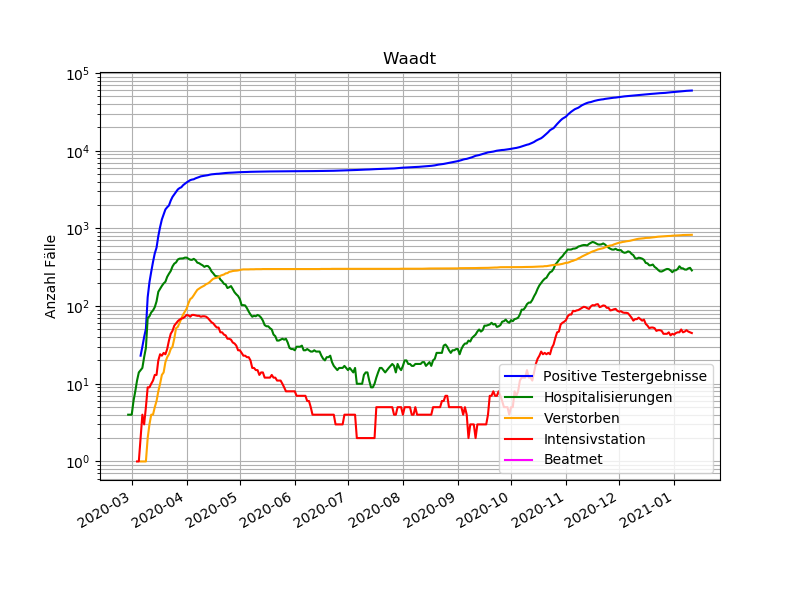 Waadt
Anzahl Fälle
10⁵
10⁴
10³
10²
10¹
10⁰
2020-03
2020-04
2020-05
2020-06
2020-07
2020-08
2020-09
2020-10
2020-11
2020-12
2021-01
Positive Testergebnisse
Hospitalisierungen
Verstorben
Intensivstation
Beatmet